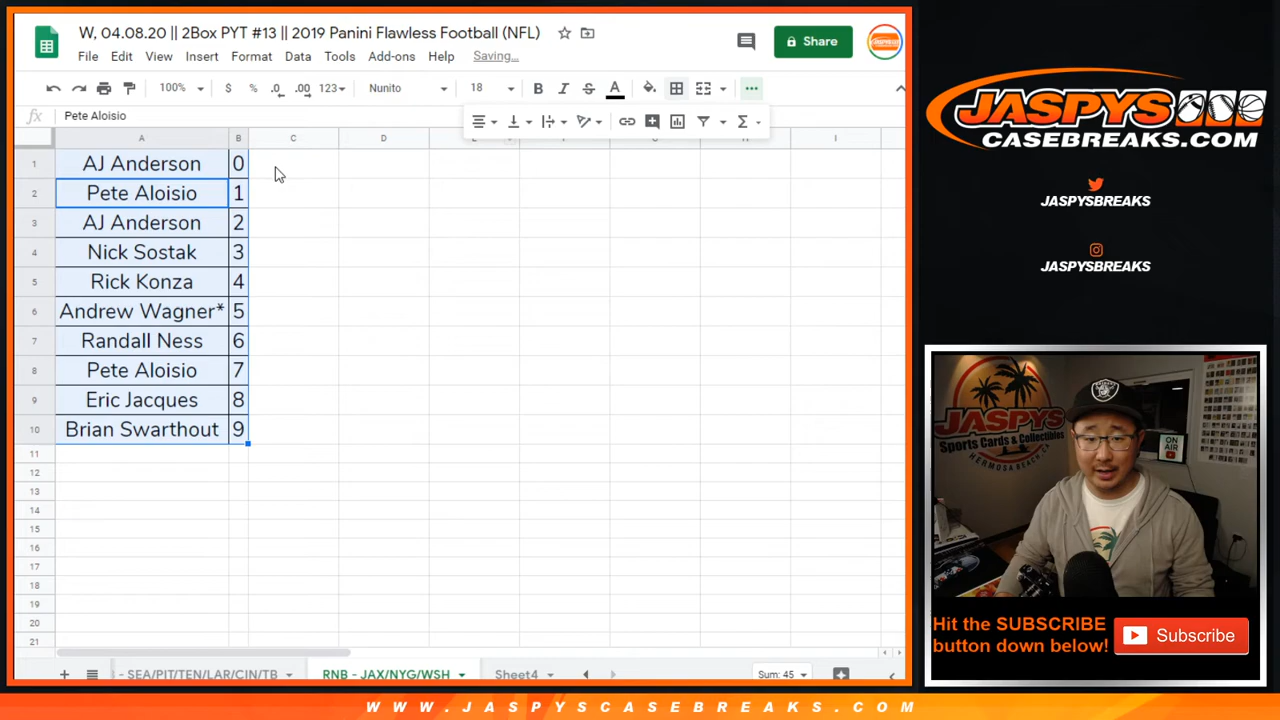 W, 04.08.20 || 2Box PYT #13 || 2019 Panini Flawless Football (NFL)
Share
File Edit View Insert Format Data Tools Add-ons Help Saving...
100% $ % .0 .00 123 Nunito 18 B I S A ...
fx Pete Aloisio
A B C D I
1 AJ Anderson 0
2 Pete Aloisio 1
3 AJ Anderson 2
4 Nick Sostak 3
5 Rick Konza 4
6 Andrew Wagner* 5
7 Randall Ness 6
8 Pete Aloisio 7
9 Eric Jacques 8
10 Brian Swarthout 9
11
12
13
14
15
16
17
18
19
20
21
+ - SEA/PIT/TEN/LAR/CIN/TB RNB - JAX/NYG/WSH Sheet4 Sum: 45
JASPYS
CASEBREAKS.COM
JASPYSBREAKS
JASPYSBREAKS
JASPYS
Sports Cards & Collectibles
HERMOSA BEACH, CA
ON AIR
Hit the SUBSCRIBE
button down below!
Subscribe
WWW.JASPYSCASEBREAKS.COM